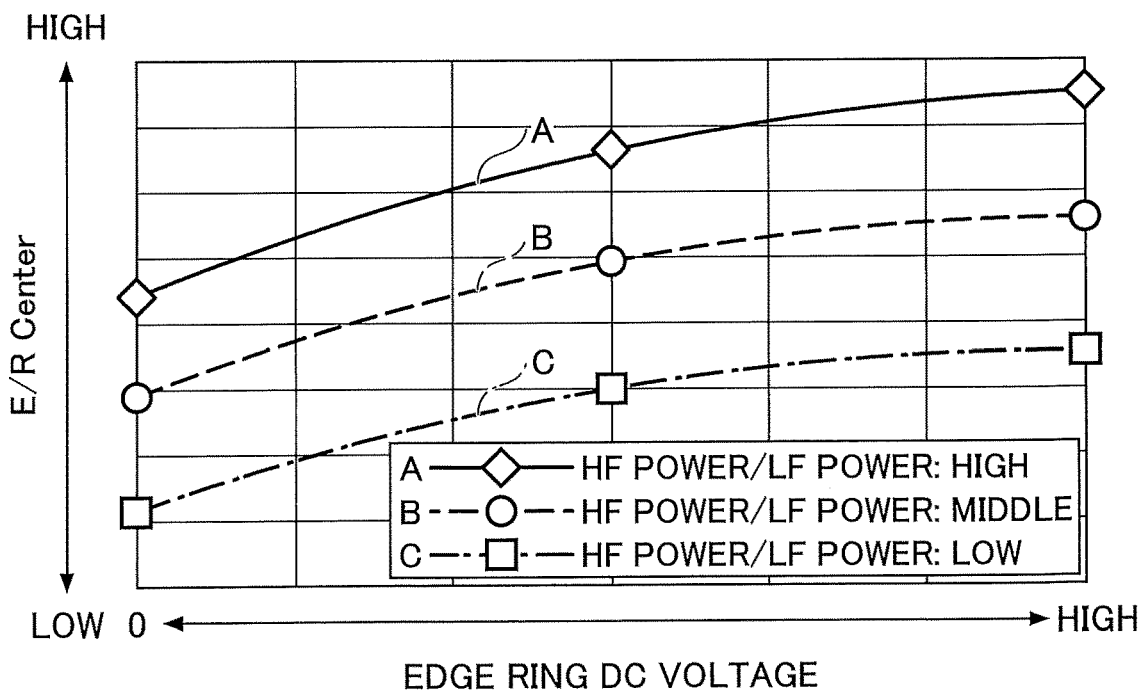 HIGH
E/R Center
A
B
C
A HF POWER/LF POWER: HIGH
B HF POWER/LF POWER: MIDDLE
C HF POWER/LF POWER: LOW
LOW 0 HIGH
EDGE RING DC VOLTAGE